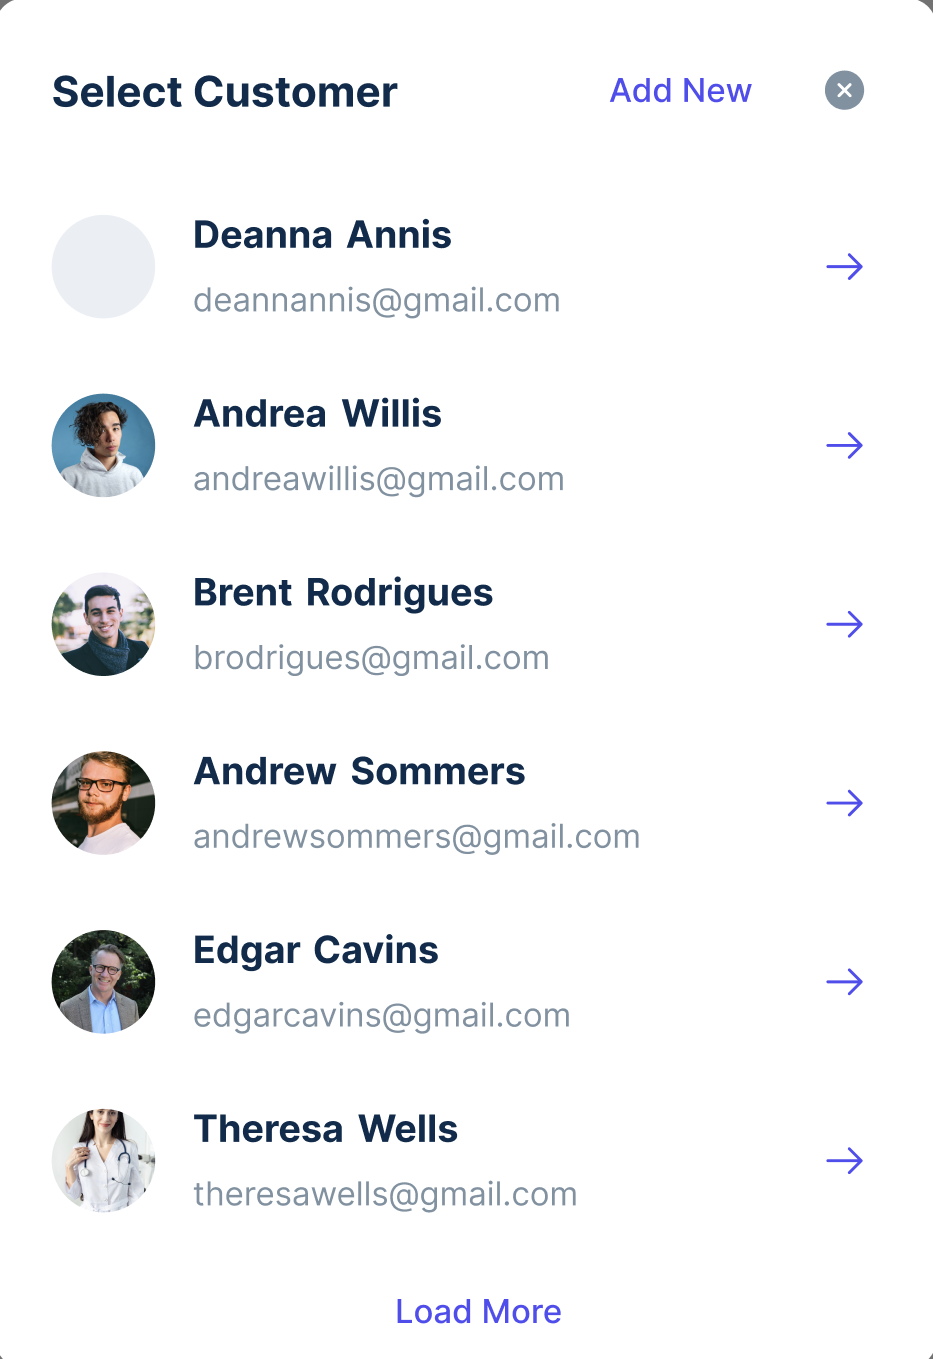 Select Customer Add New
Deanna Annis
deannannis@gmail.com
Andrea Willis
andreawillis@gmail.com
Brent Rodrigues
brodrigues@gmail.com
Andrew Sommers
andrewsommers@gmail.com
Edgar Cavins
edgarcavins@gmail.com
Theresa Wells
theresawells@gmail.com
Load More